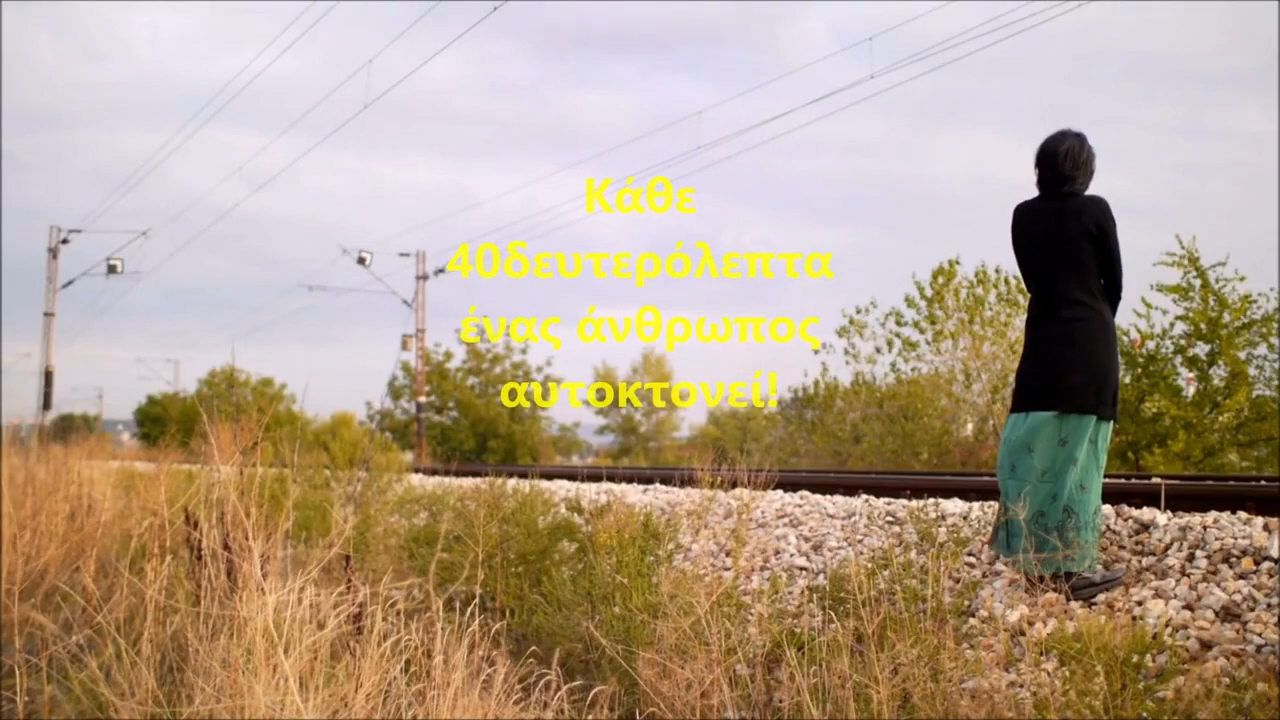 Κάθε
40δευτερόλεπτα
ένας άνθρωπος
αυτοκτονεί!